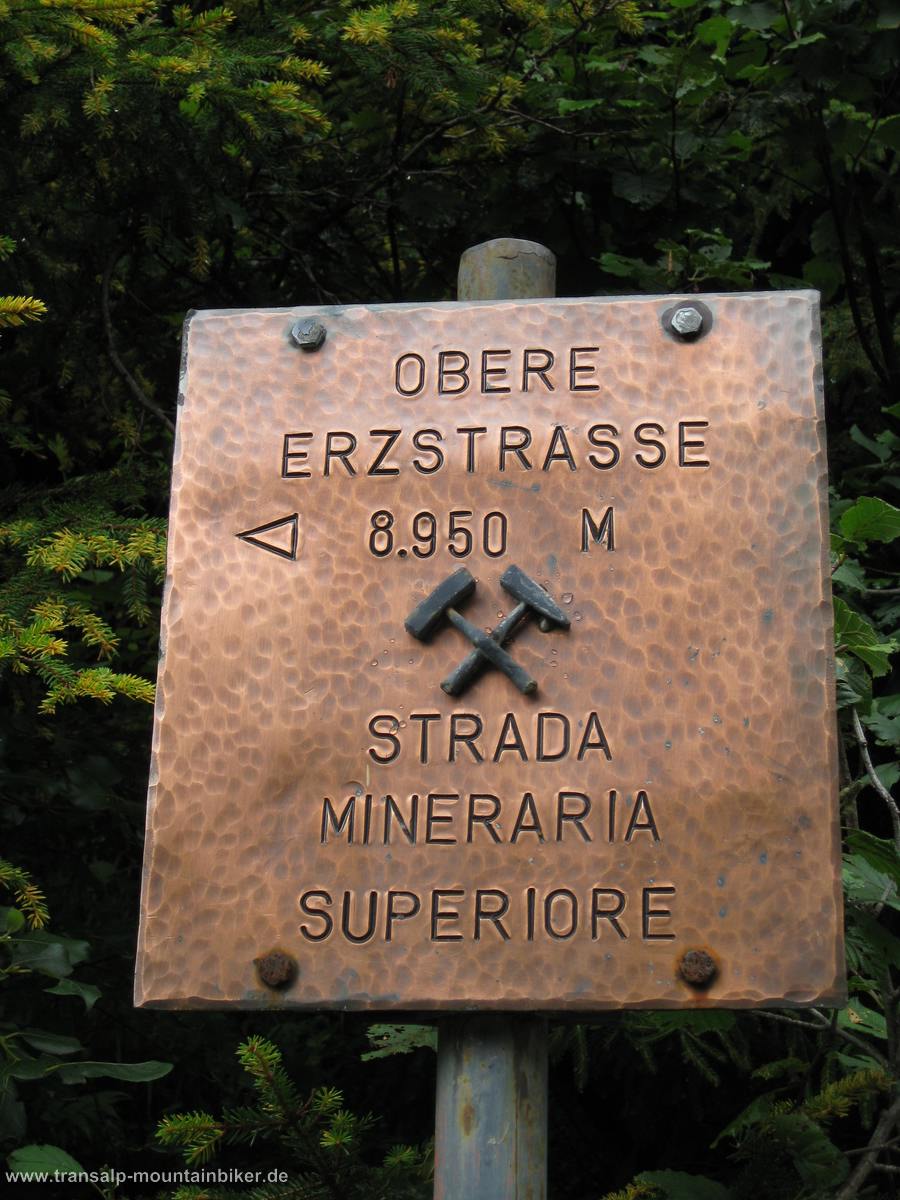 OBERE
ERZSTRASSE
8.950 M
STRADA
MINERARIA
SUPERIORE
www.transalp-mountainbiker.de